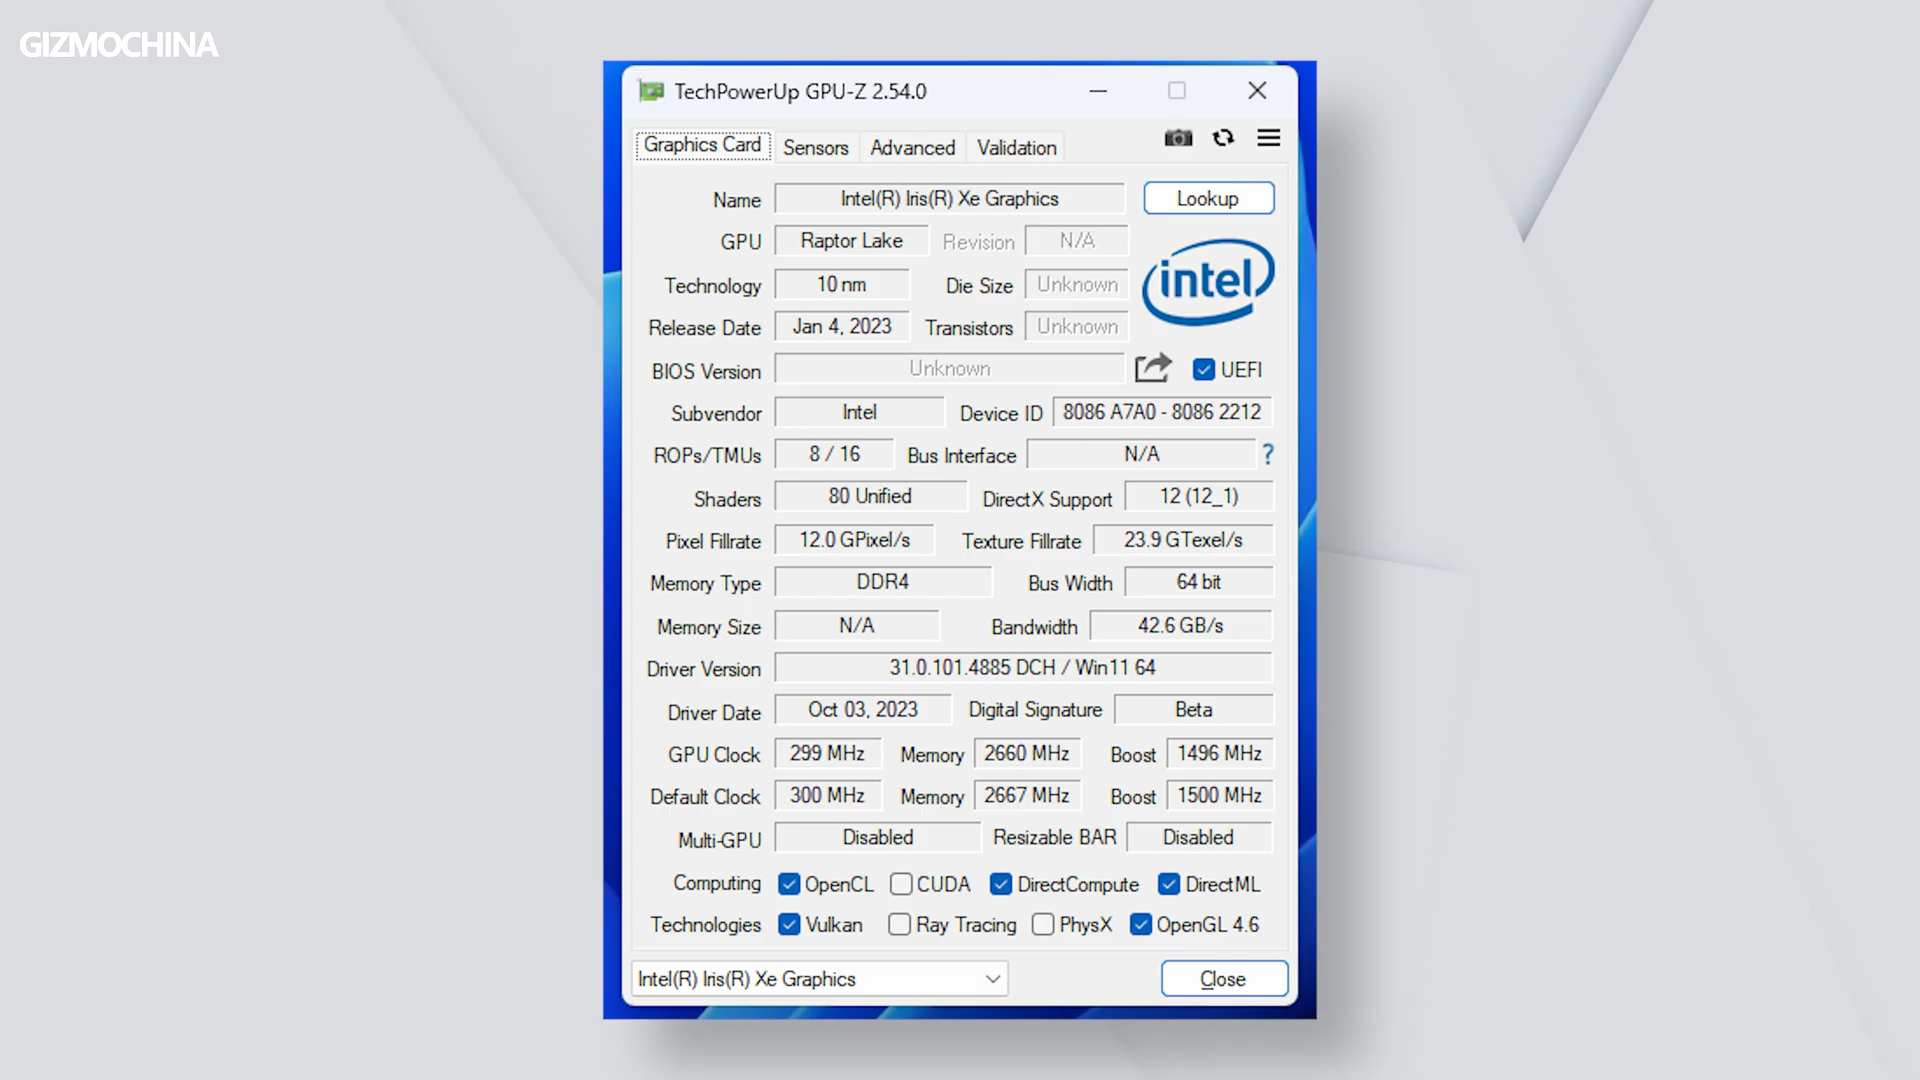 GIZMOCHINA
TechPowerUp GPU-Z 2.54.0
Graphics Card Sensors Advanced Validation
Name Intel(R) Iris(R) Xe Graphics Lookup
GPU Raptor Lake Revision N/A
intel
Technology 10 nm Die Size Unknown
Release Date Jan 4, 2023 Transistors Unknown
BIOS Version Unknown UEFI
Subvendor Intel Device ID 8086 A7A0 - 8086 2212
ROPs/TMUs 8 / 16 Bus Interface N/A ?
Shaders 80 Unified DirectX Support 12 (12_1)
Pixel Fillrate 12.0 GPixel/s Texture Fillrate 23.9 GTexel/s
Memory Type DDR4 Bus Width 64 bit
Memory Size N/A Bandwidth 42.6 GB/s
Driver Version 31.0.101.4885 DCH / Win11 64
Driver Date Oct 03, 2023 Digital Signature Beta
GPU Clock 299 MHz Memory 2660 MHz Boost 1496 MHz
Default Clock 300 MHz Memory 2667 MHz Boost 1500 MHz
Multi-GPU Disabled Resizable BAR Disabled
Computing OpenCL CUDA DirectCompute DirectML
Technologies Vulkan Ray Tracing PhysX OpenGL 4.6
Intel(R) Iris(R) Xe Graphics Close